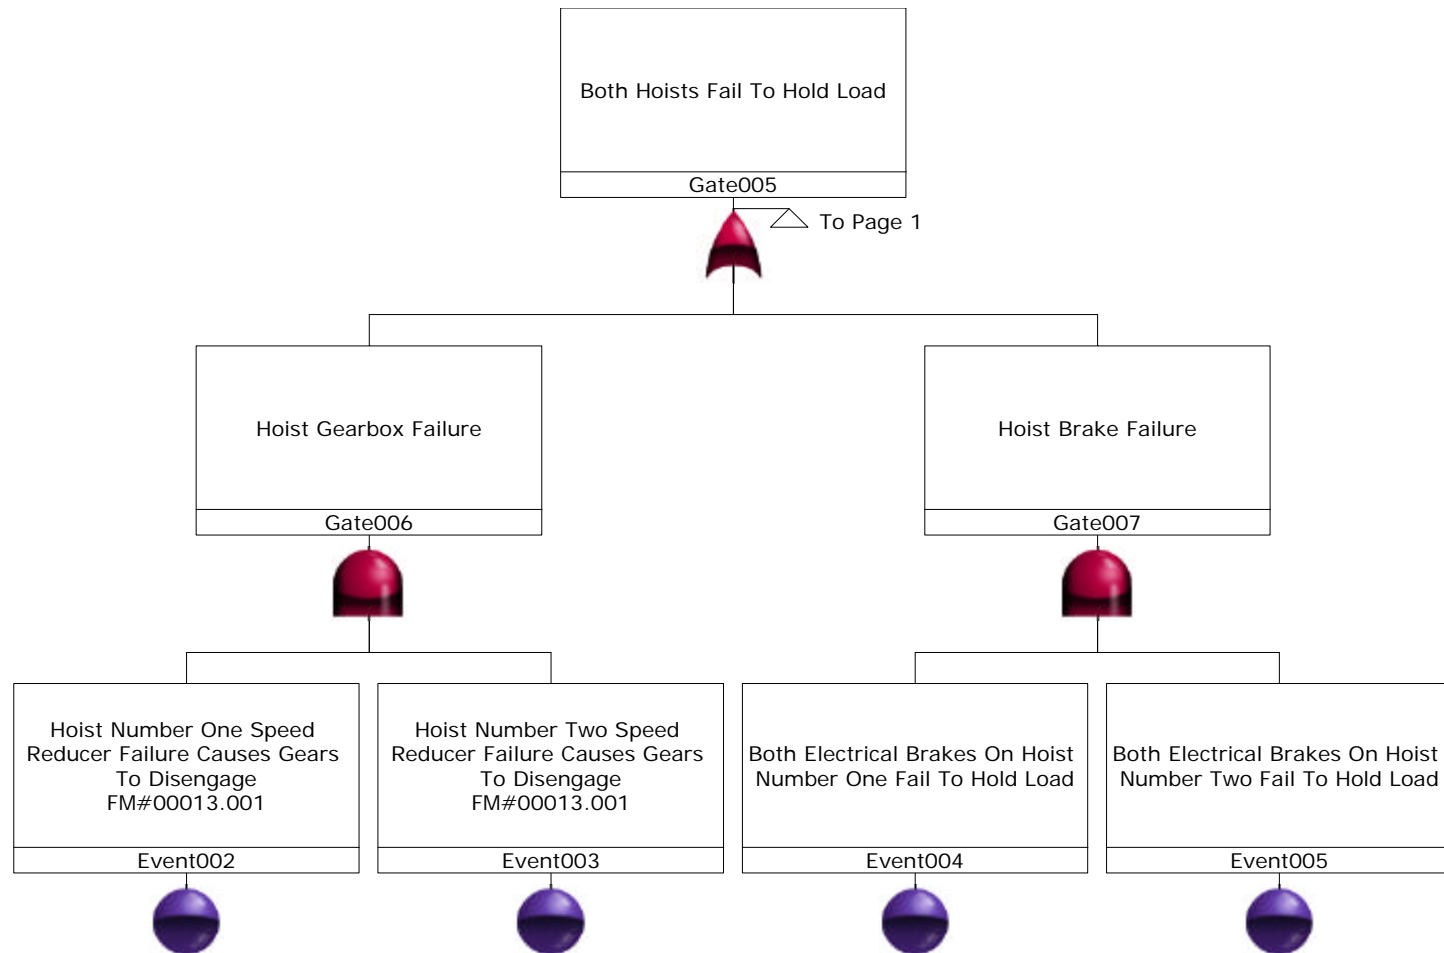 Both Hoists Fail To Hold Load
Gate005
To Page 1
Hoist Gearbox Failure
Gate006
Hoist Brake Failure
Gate007
Hoist Number One Speed
Reducer Failure Causes Gears
To Disengage
FM#00013.001
Event002
Hoist Number Two Speed
Reducer Failure Causes Gears
To Disengage
FM#00013.001
Event003
Both Electrical Brakes On Hoist
Number One Fail To Hold Load
Event004
Both Electrical Brakes On Hoist
Number Two Fail To Hold Load
Event005